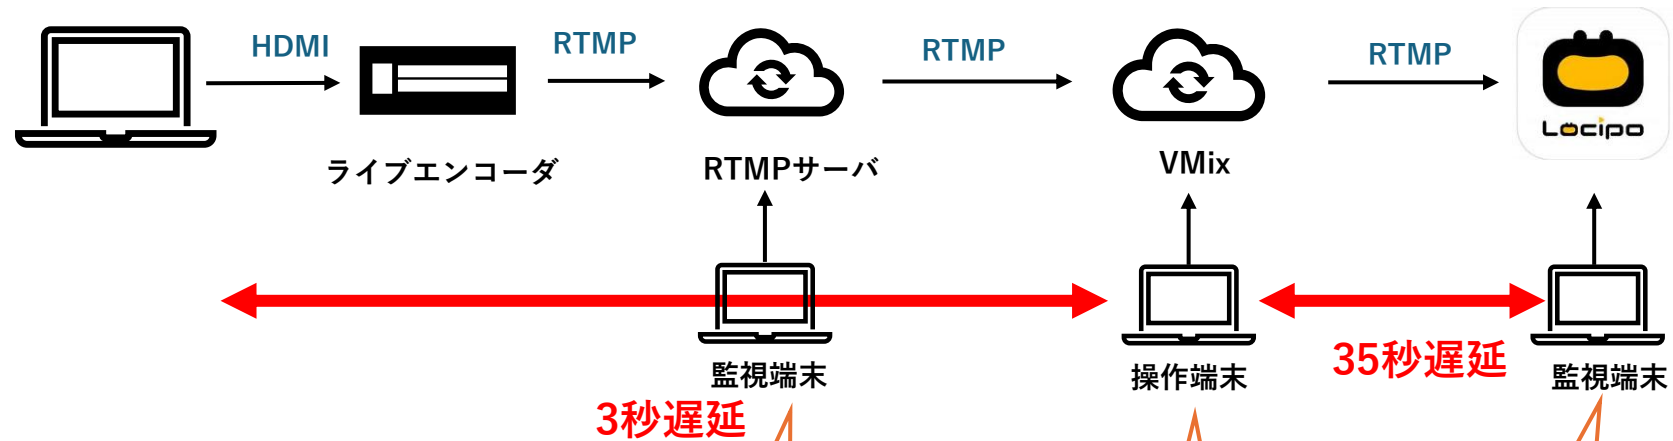 HDMI
RTMP
RTMP
RTMP
Locipo
ライブエンコーダ
RTMPサーバ
VMix
監視端末
操作端末
監視端末
3秒遅延
35秒遅延